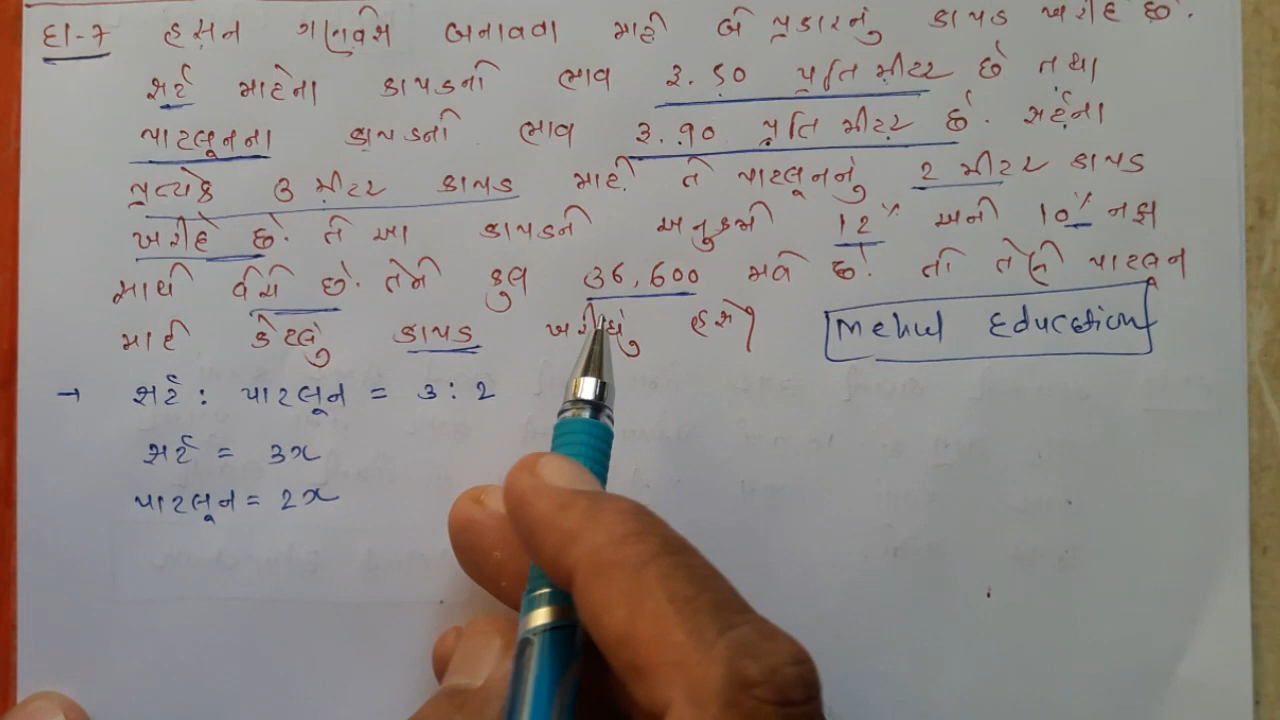 દા-7 હસન ગણવેશ બનાવવા માટે બે પ્રકારનું કાપડ ખરીદે છે.
શર્ટ માટેના કાપડનો ભાવ રૂ. 50 પ્રતિ મીટર છે તથા
પાટલૂનના કાપડનો ભાવ રૂ. 90 પ્રતિ મીટર છે. શર્ટના
પ્રત્યેક 3 મીટર કાપડ માટે તે પાટલૂનનું 2 મીટર કાપડ
ખરીદે છે. તે આ કાપડને અનુક્રમે 12% અને 10% નફા
સાથે વેચે છે. તેને કુલ 36,600 મળે છે. તો તેણે પાટલૂન
માટે કેટલું કાપડ ખરીધું હશે?
Mehul Education
→ શર્ટ : પાટલૂન = 3 : 2
શર્ટ = 3x
પાટલૂન = 2x